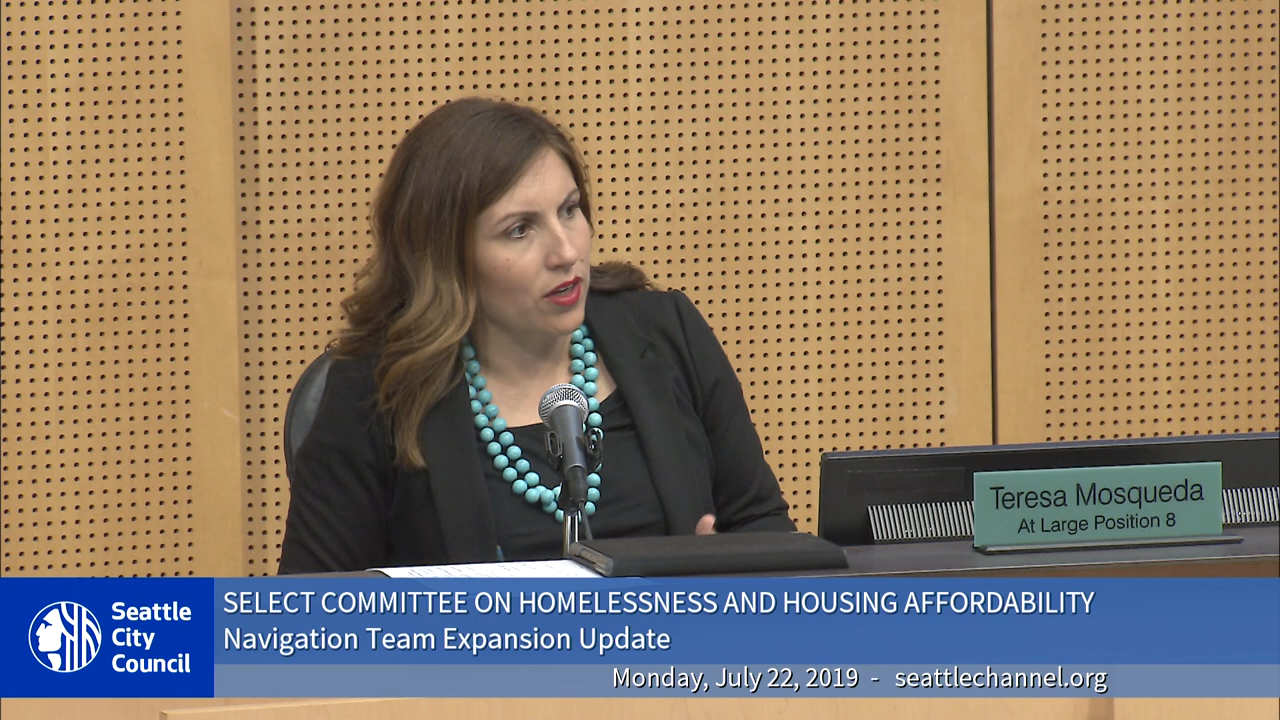 Teresa Mosqueda
At Large Position 8
Seattle
City
Council
SELECT COMMITTEE ON HOMELESSNESS AND HOUSING AFFORDABILITY
Navigation Team Expansion Update
Monday, July 22, 2019 - seattlechannel.org